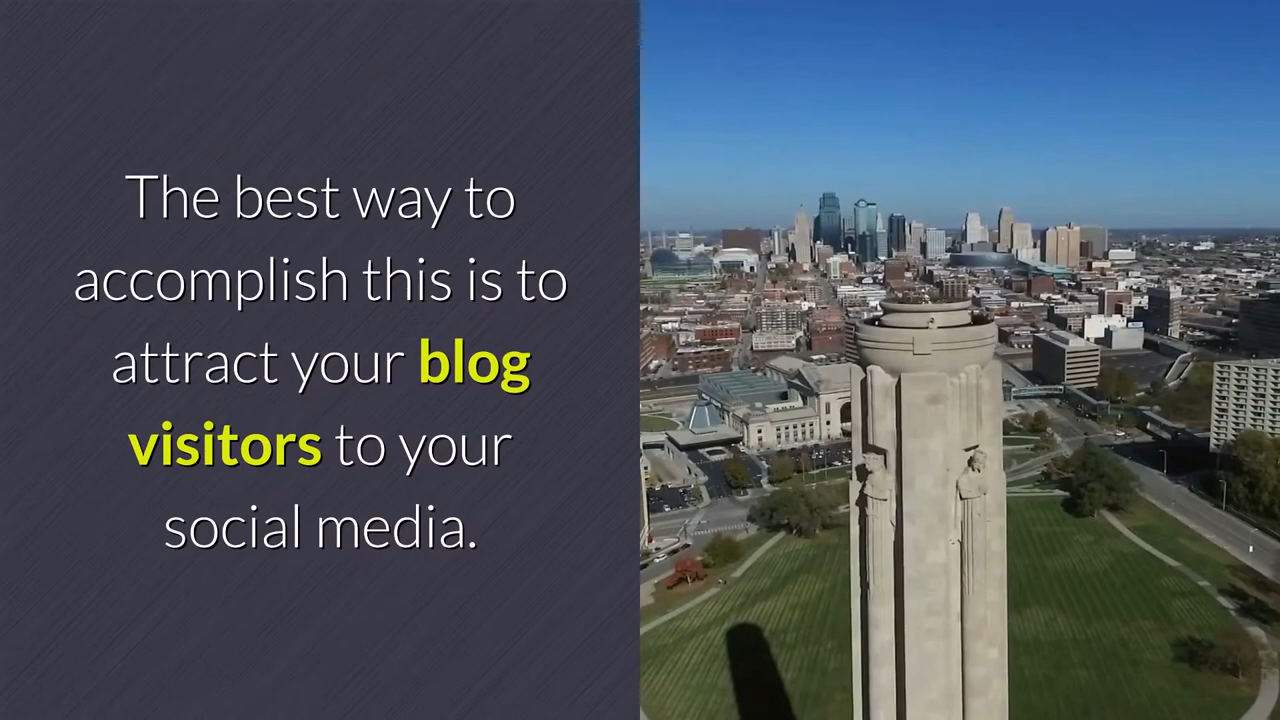 The best way to
accomplish this is to
attract your blog
visitors to your
social media.